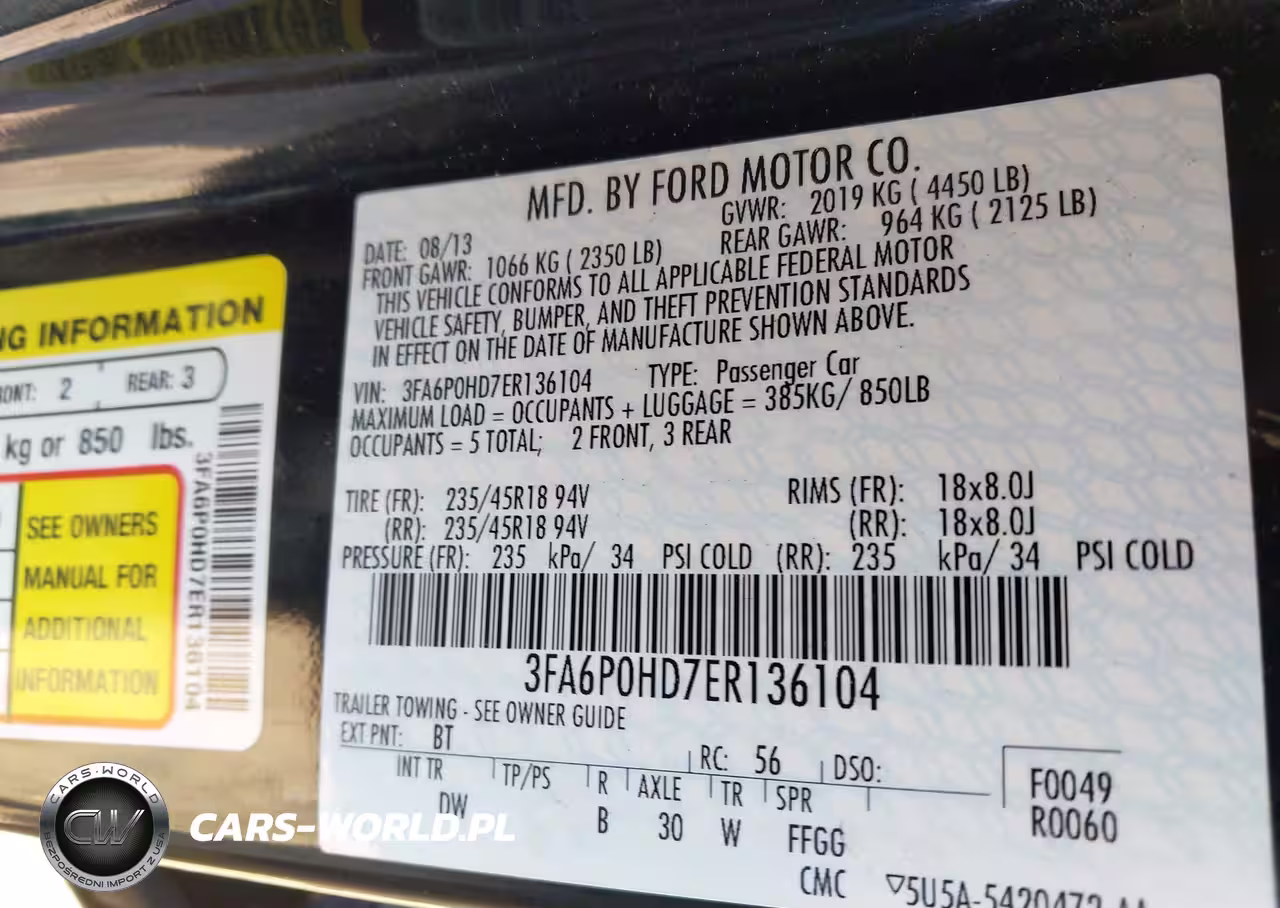 MFD. BY FORD MOTOR CO.
DATE: 08/13 GVWR: 2019 KG ( 4450 LB)
FRONT GAWR: 1066 KG ( 2350 LB) REAR GAWR: 964 KG ( 2125 LB)
THIS VEHICLE CONFORMS TO ALL APPLICABLE FEDERAL MOTOR
VEHICLE SAFETY, BUMPER, AND THEFT PREVENTION STANDARDS
IN EFFECT ON THE DATE OF MANUFACTURE SHOWN ABOVE.
VIN: 3FA6P0HD7ER136104 TYPE: Passenger Car
MAXIMUM LOAD = OCCUPANTS + LUGGAGE = 385KG/ 850LB
OCCUPANTS = 5 TOTAL; 2 FRONT, 3 REAR
TIRE (FR): 235/45R18 94V RIMS (FR): 18x8.0J
(RR): 235/45R18 94V (RR): 18x8.0J
PRESSURE (FR): 235 kPa/ 34 PSI COLD (RR): 235 kPa/ 34 PSI COLD
3FA6P0HD7ER136104
TRAILER TOWING - SEE OWNER GUIDE
EXT PNT: BT RC: 56 DSO:
INT TR TP/PS R AXLE TR SPR
DW B 30 W FFGG
CMC
F0049
R0060
▽5U5A-5420472
INFORMATION
FRONT: 2 REAR: 3
kg or 850 lbs.
SEE OWNERS
MANUAL FOR
ADDITIONAL
INFORMATION
3FA6P0HD7ER136104
CARS-WORLD
CW
BEZPOŚREDNI IMPORT Z USA
CARS-WORLD.PL